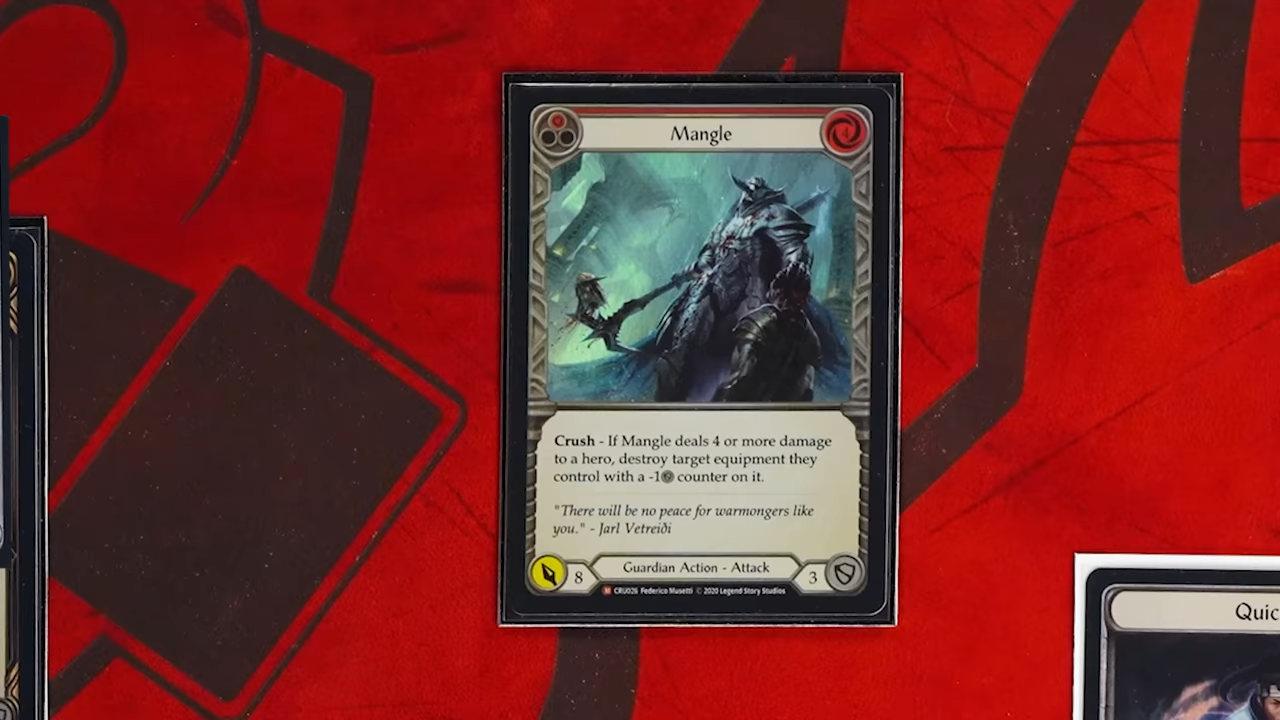 Mangle
4
Crush - If Mangle deals 4 or more damage
to a hero, destroy target equipment they
control with a -1 counter on it.
"There will be no peace for warmongers like
you." - Jarl Vetreiði
8
Guardian Action - Attack
3
M CRU026 Federico Musetti © 2020 Legend Story Studios
Quic